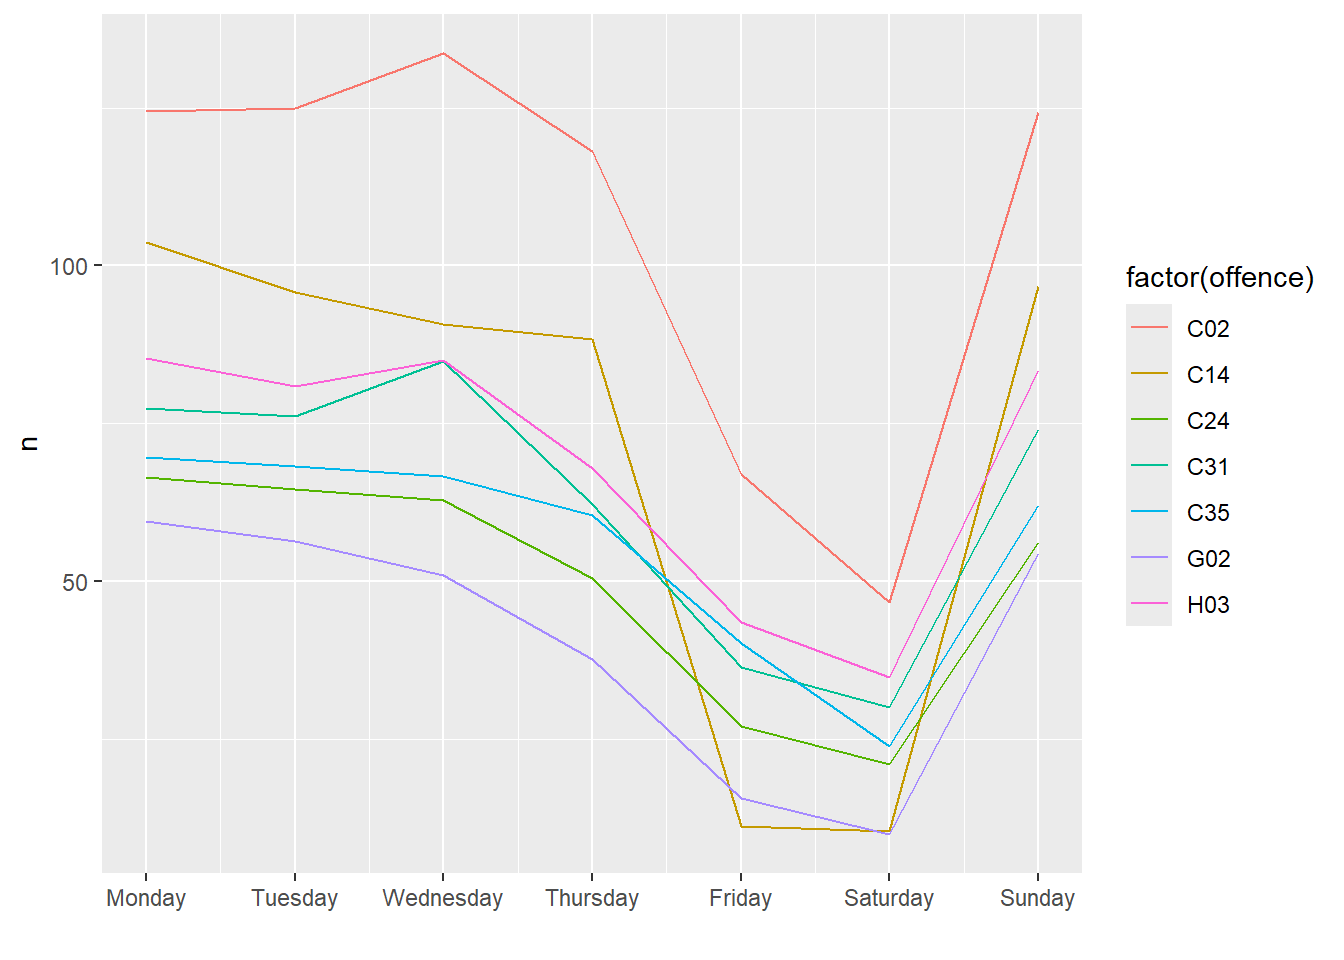 100
50
n
Monday Tuesday Wednesday Thursday Friday Saturday Sunday
factor(offence)
C02
C14
C24
C31
C35
G02
H03